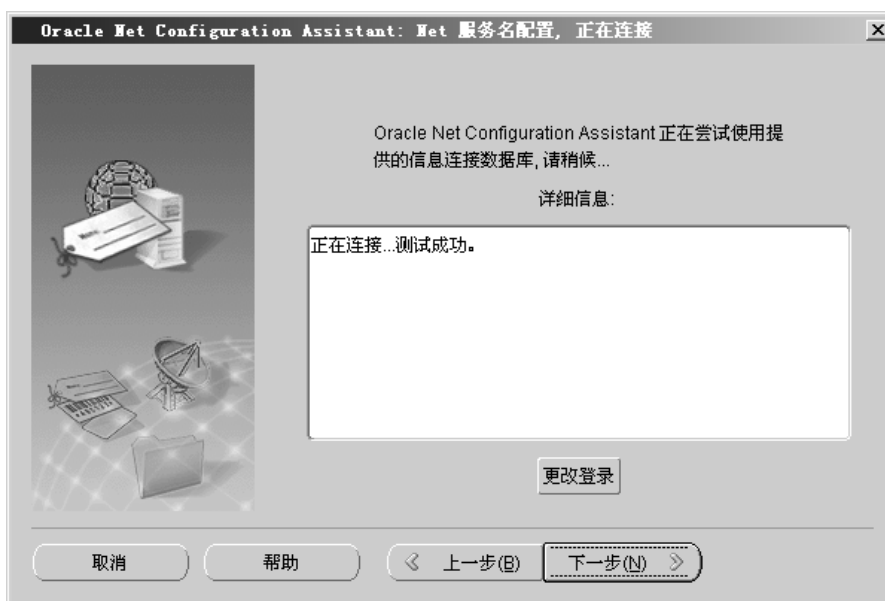 Oracle Net Configuration Assistant: Net 服务名配置, 正在连接
Oracle Net Configuration Assistant 正在尝试使用提
供的信息连接数据库, 请稍候...
详细信息:
正在连接...测试成功。
更改登录
取消
帮助
上一步(B)
下一步(N)